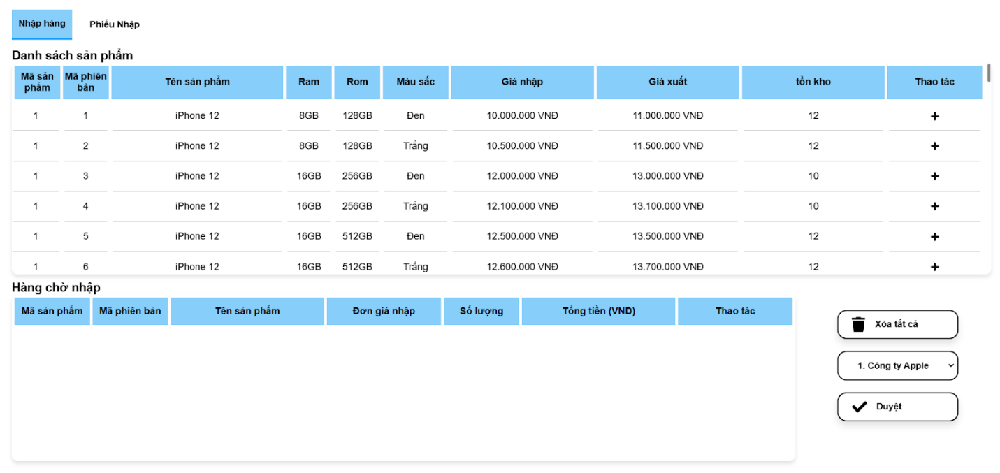 Nhập hàng Phiếu Nhập
Danh sách sản phẩm
Mã sản phẩm Mã phiên bản Tên sản phẩm Ram Rom Màu sắc Giá nhập Giá xuất tồn kho Thao tác
1 1 iPhone 12 8GB 128GB Đen 10.000.000 VNĐ 11.000.000 VNĐ 12 +
1 2 iPhone 12 8GB 128GB Trắng 10.500.000 VNĐ 11.500.000 VNĐ 12 +
1 3 iPhone 12 16GB 256GB Đen 12.000.000 VNĐ 13.000.000 VNĐ 10 +
1 4 iPhone 12 16GB 256GB Trắng 12.100.000 VNĐ 13.100.000 VNĐ 10 +
1 5 iPhone 12 16GB 512GB Đen 12.500.000 VNĐ 13.500.000 VNĐ 12 +
1 6 iPhone 12 16GB 512GB Trắng 12.600.000 VNĐ 13.700.000 VNĐ 12 +
Hàng chờ nhập
Mã sản phẩm Mã phiên bản Tên sản phẩm Đơn giá nhập Số lượng Tổng tiền (VND) Thao tác
Xóa tất cả
1. Công ty Apple
Duyệt